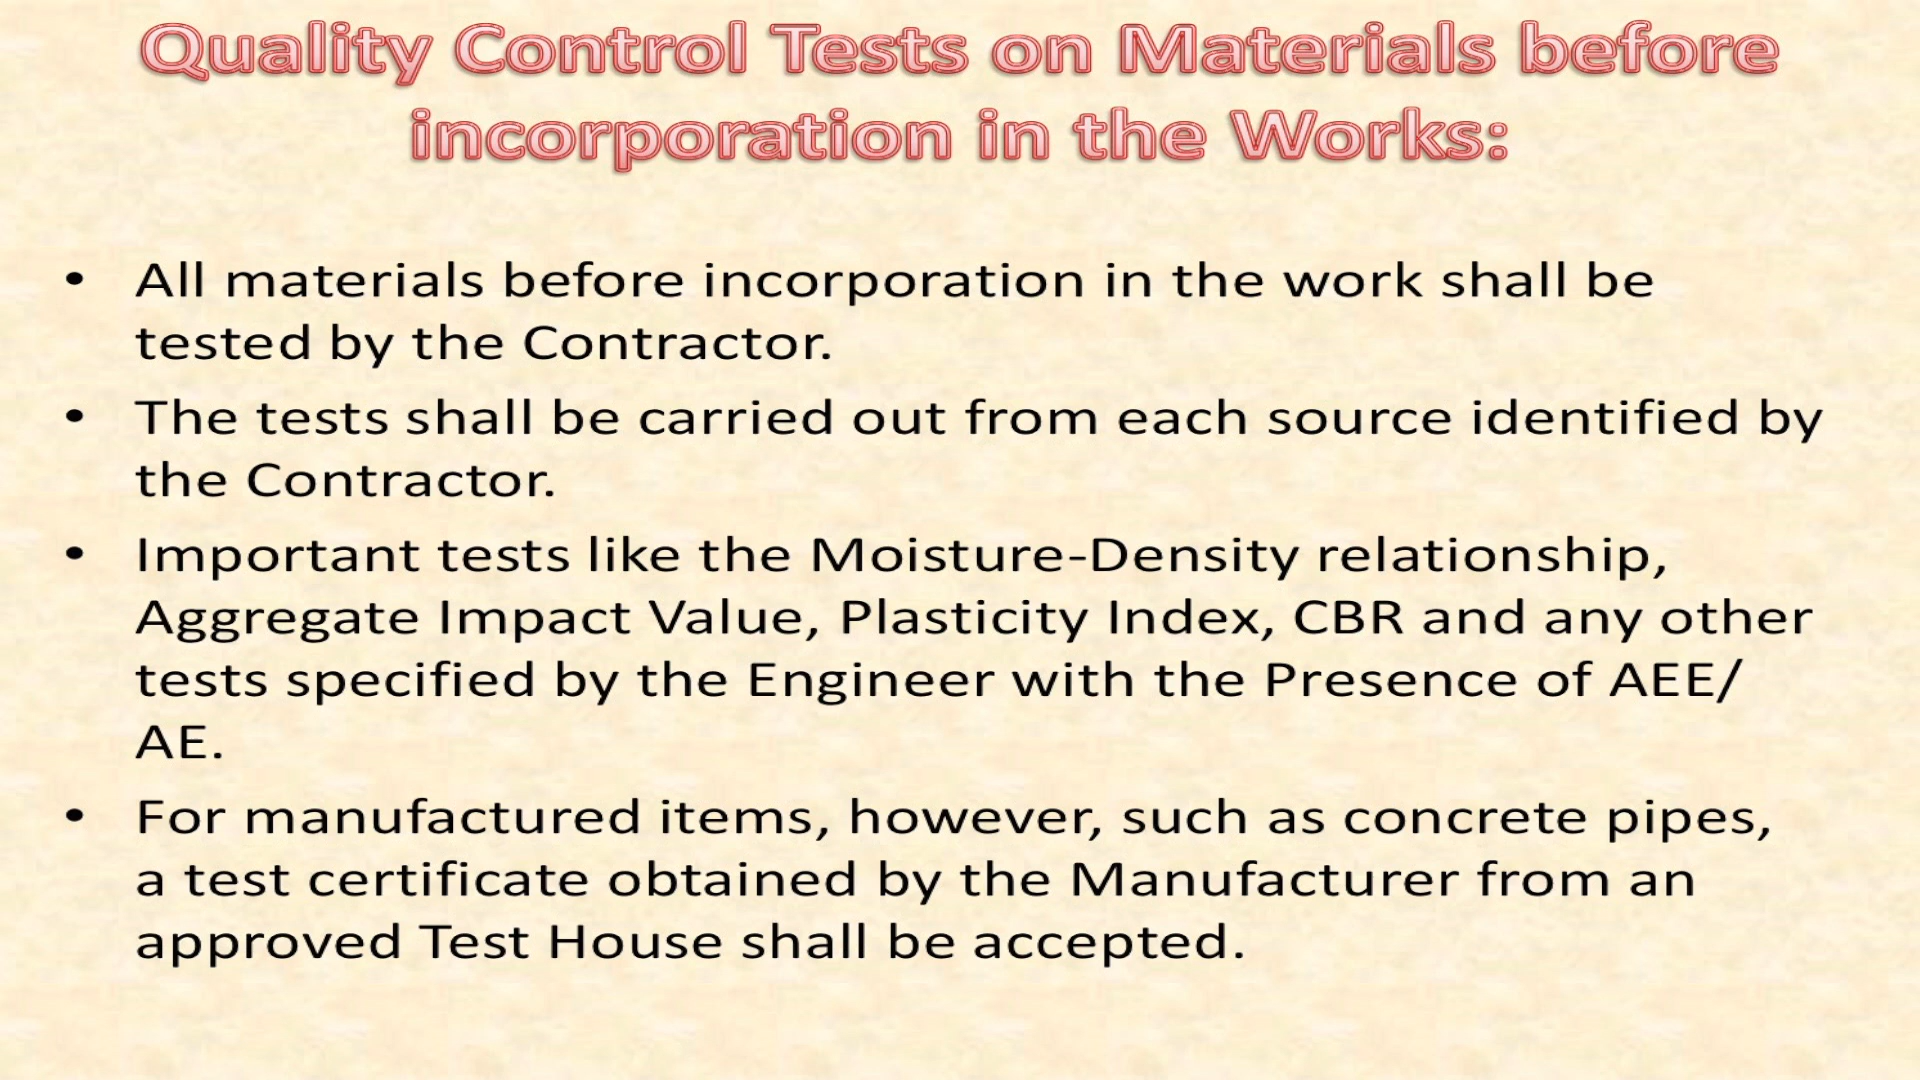 Quality Control Tests on Materials before
incorporation in the Works:
• All materials before incorporation in the work shall be
tested by the Contractor.
• The tests shall be carried out from each source identified by
the Contractor.
• Important tests like the Moisture-Density relationship,
Aggregate Impact Value, Plasticity Index, CBR and any other
tests specified by the Engineer with the Presence of AEE/
AE.
• For manufactured items, however, such as concrete pipes,
a test certificate obtained by the Manufacturer from an
approved Test House shall be accepted.